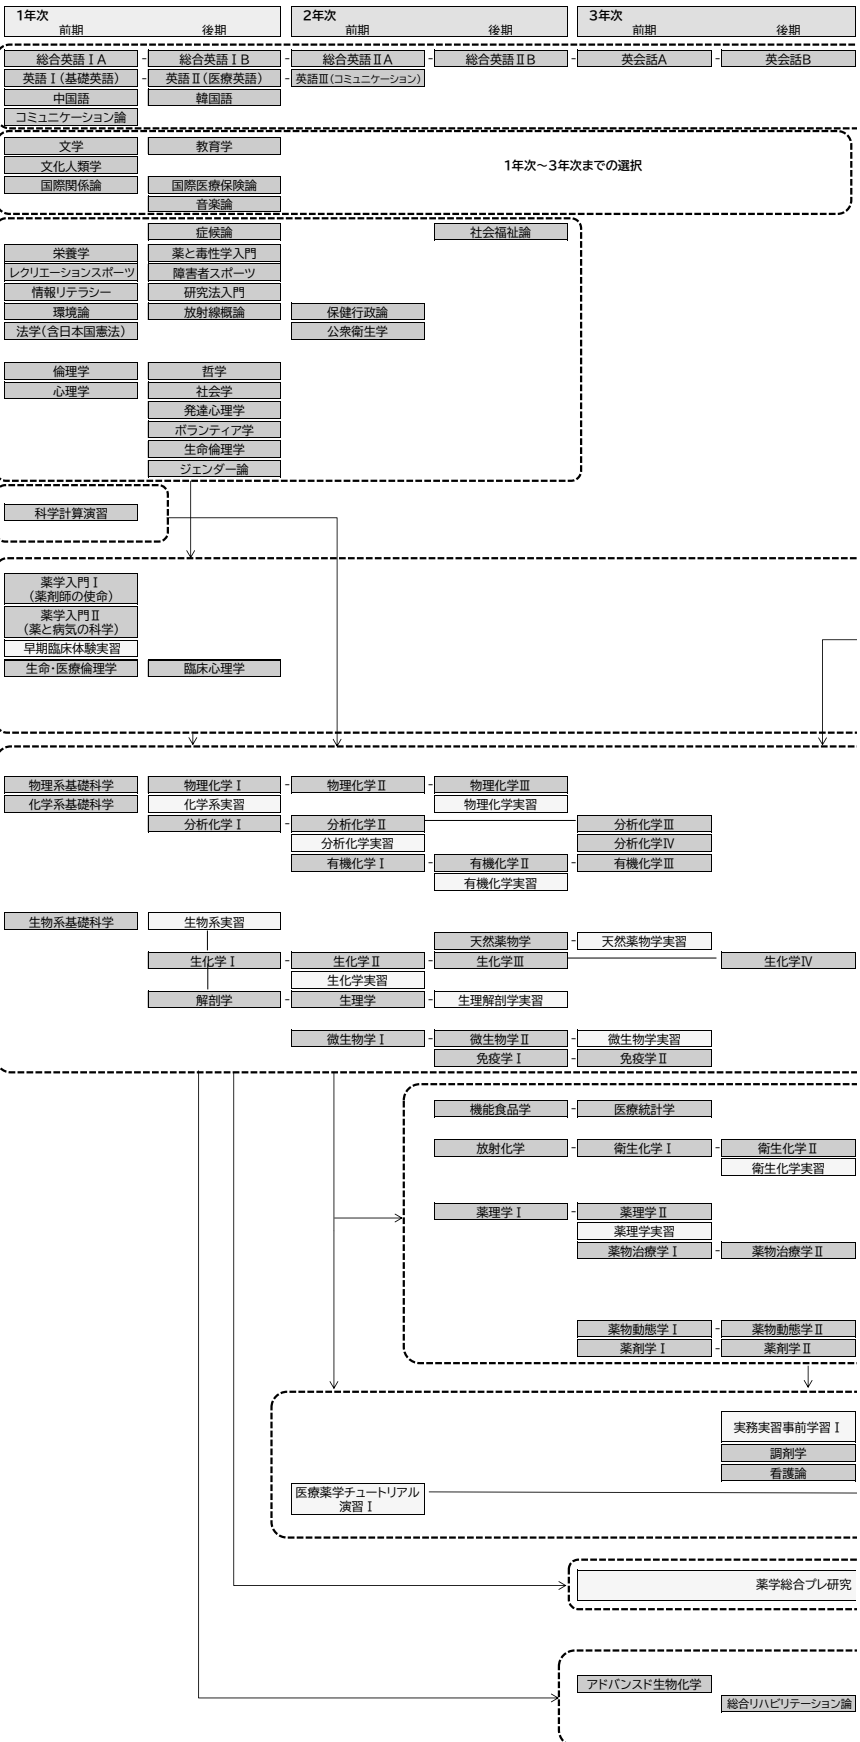 1年次 2年次 3年次
前期 後期 前期 後期 前期 後期
総合英語ⅠA - 総合英語ⅠB - 総合英語ⅡA - 総合英語ⅡB - 英会話A - 英会話B
英語Ⅰ(基礎英語) - 英語Ⅱ(医療英語) - 英語Ⅲ(コミュニケーション)
中国語 韓国語
コミュニケーション論
文学 教育学
文化人類学 1年次～3年次までの選択
国際関係論 国際医療保険論
音楽論
症候論 社会福祉論
栄養学 薬と毒性学入門
レクリエーションスポーツ 障害者スポーツ
情報リテラシー 研究法入門
環境論 放射線概論 保健行政論
法学(含日本国憲法) 公衆衛生学
倫理学 哲学
心理学 社会学
発達心理学
ボランティア学
生命倫理学
ジェンダー論
科学計算演習
薬学入門Ⅰ
(薬剤師の使命)
薬学入門Ⅱ
(薬と病気の科学)
早期臨床体験実習
生命・医療倫理学 臨床心理学
物理系基礎科学 物理化学Ⅰ - 物理化学Ⅱ - 物理化学Ⅲ
化学系基礎科学 化学系実習 物理化学実習
分析化学Ⅰ - 分析化学Ⅱ 分析化学Ⅲ
分析化学実習 分析化学Ⅳ
有機化学Ⅰ - 有機化学Ⅱ - 有機化学Ⅲ
有機化学実習
生物系基礎科学 生物系実習
天然薬物学 - 天然薬物学実習
生化学Ⅰ - 生化学Ⅱ - 生化学Ⅲ 生化学Ⅳ
生化学実習
解剖学 - 生理学 - 生理解剖学実習
微生物学Ⅰ - 微生物学Ⅱ - 微生物学実習
免疫学Ⅰ - 免疫学Ⅱ
機能食品学 - 医療統計学
放射化学 - 衛生化学Ⅰ - 衛生化学Ⅱ
衛生化学実習
薬理学Ⅰ - 薬理学Ⅱ
薬理学実習
薬物治療学Ⅰ - 薬物治療学Ⅱ
薬物動態学Ⅰ - 薬物動態学Ⅱ
薬剤学Ⅰ - 薬剤学Ⅱ
実務実習事前学習Ⅰ
調剤学
看護論
医療薬学チュートリアル
演習Ⅰ
薬学総合プレ研究
アドバンスド生物化学
総合リハビリテーション論